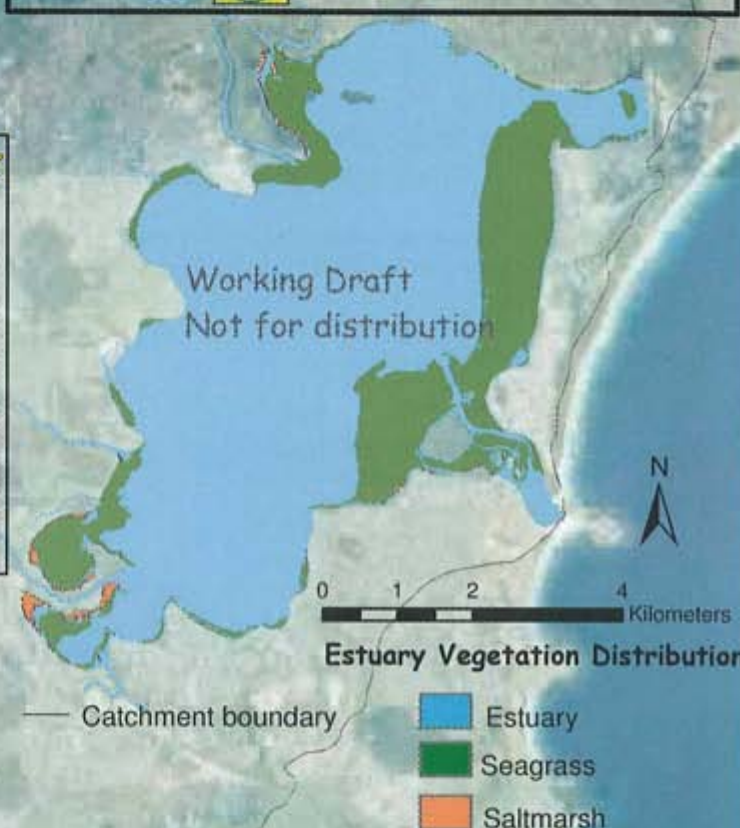 Working Draft
Not for distribution
N
0 1 2 4
Kilometers
Estuary Vegetation Distribution
Catchment boundary
Estuary
Seagrass
Saltmarsh